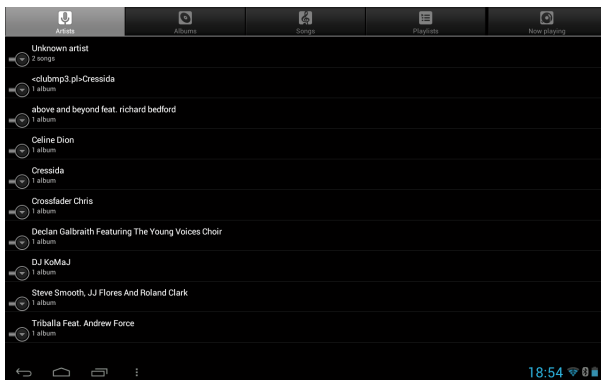 Artists
Albums
Songs
Playlists
Now playing
Unknown artist
2 songs
<clubmp3.pl>Cressida
1 album
above and beyond feat. richard bedford
1 album
Celine Dion
1 album
Cressida
1 album
Crossfader Chris
1 album
Declan Galbraith Featuring The Young Voices Choir
1 album
DJ KoMaJ
1 album
Steve Smooth, JJ Flores And Roland Clark
1 album
Triballa Feat. Andrew Force
1 album
18:54